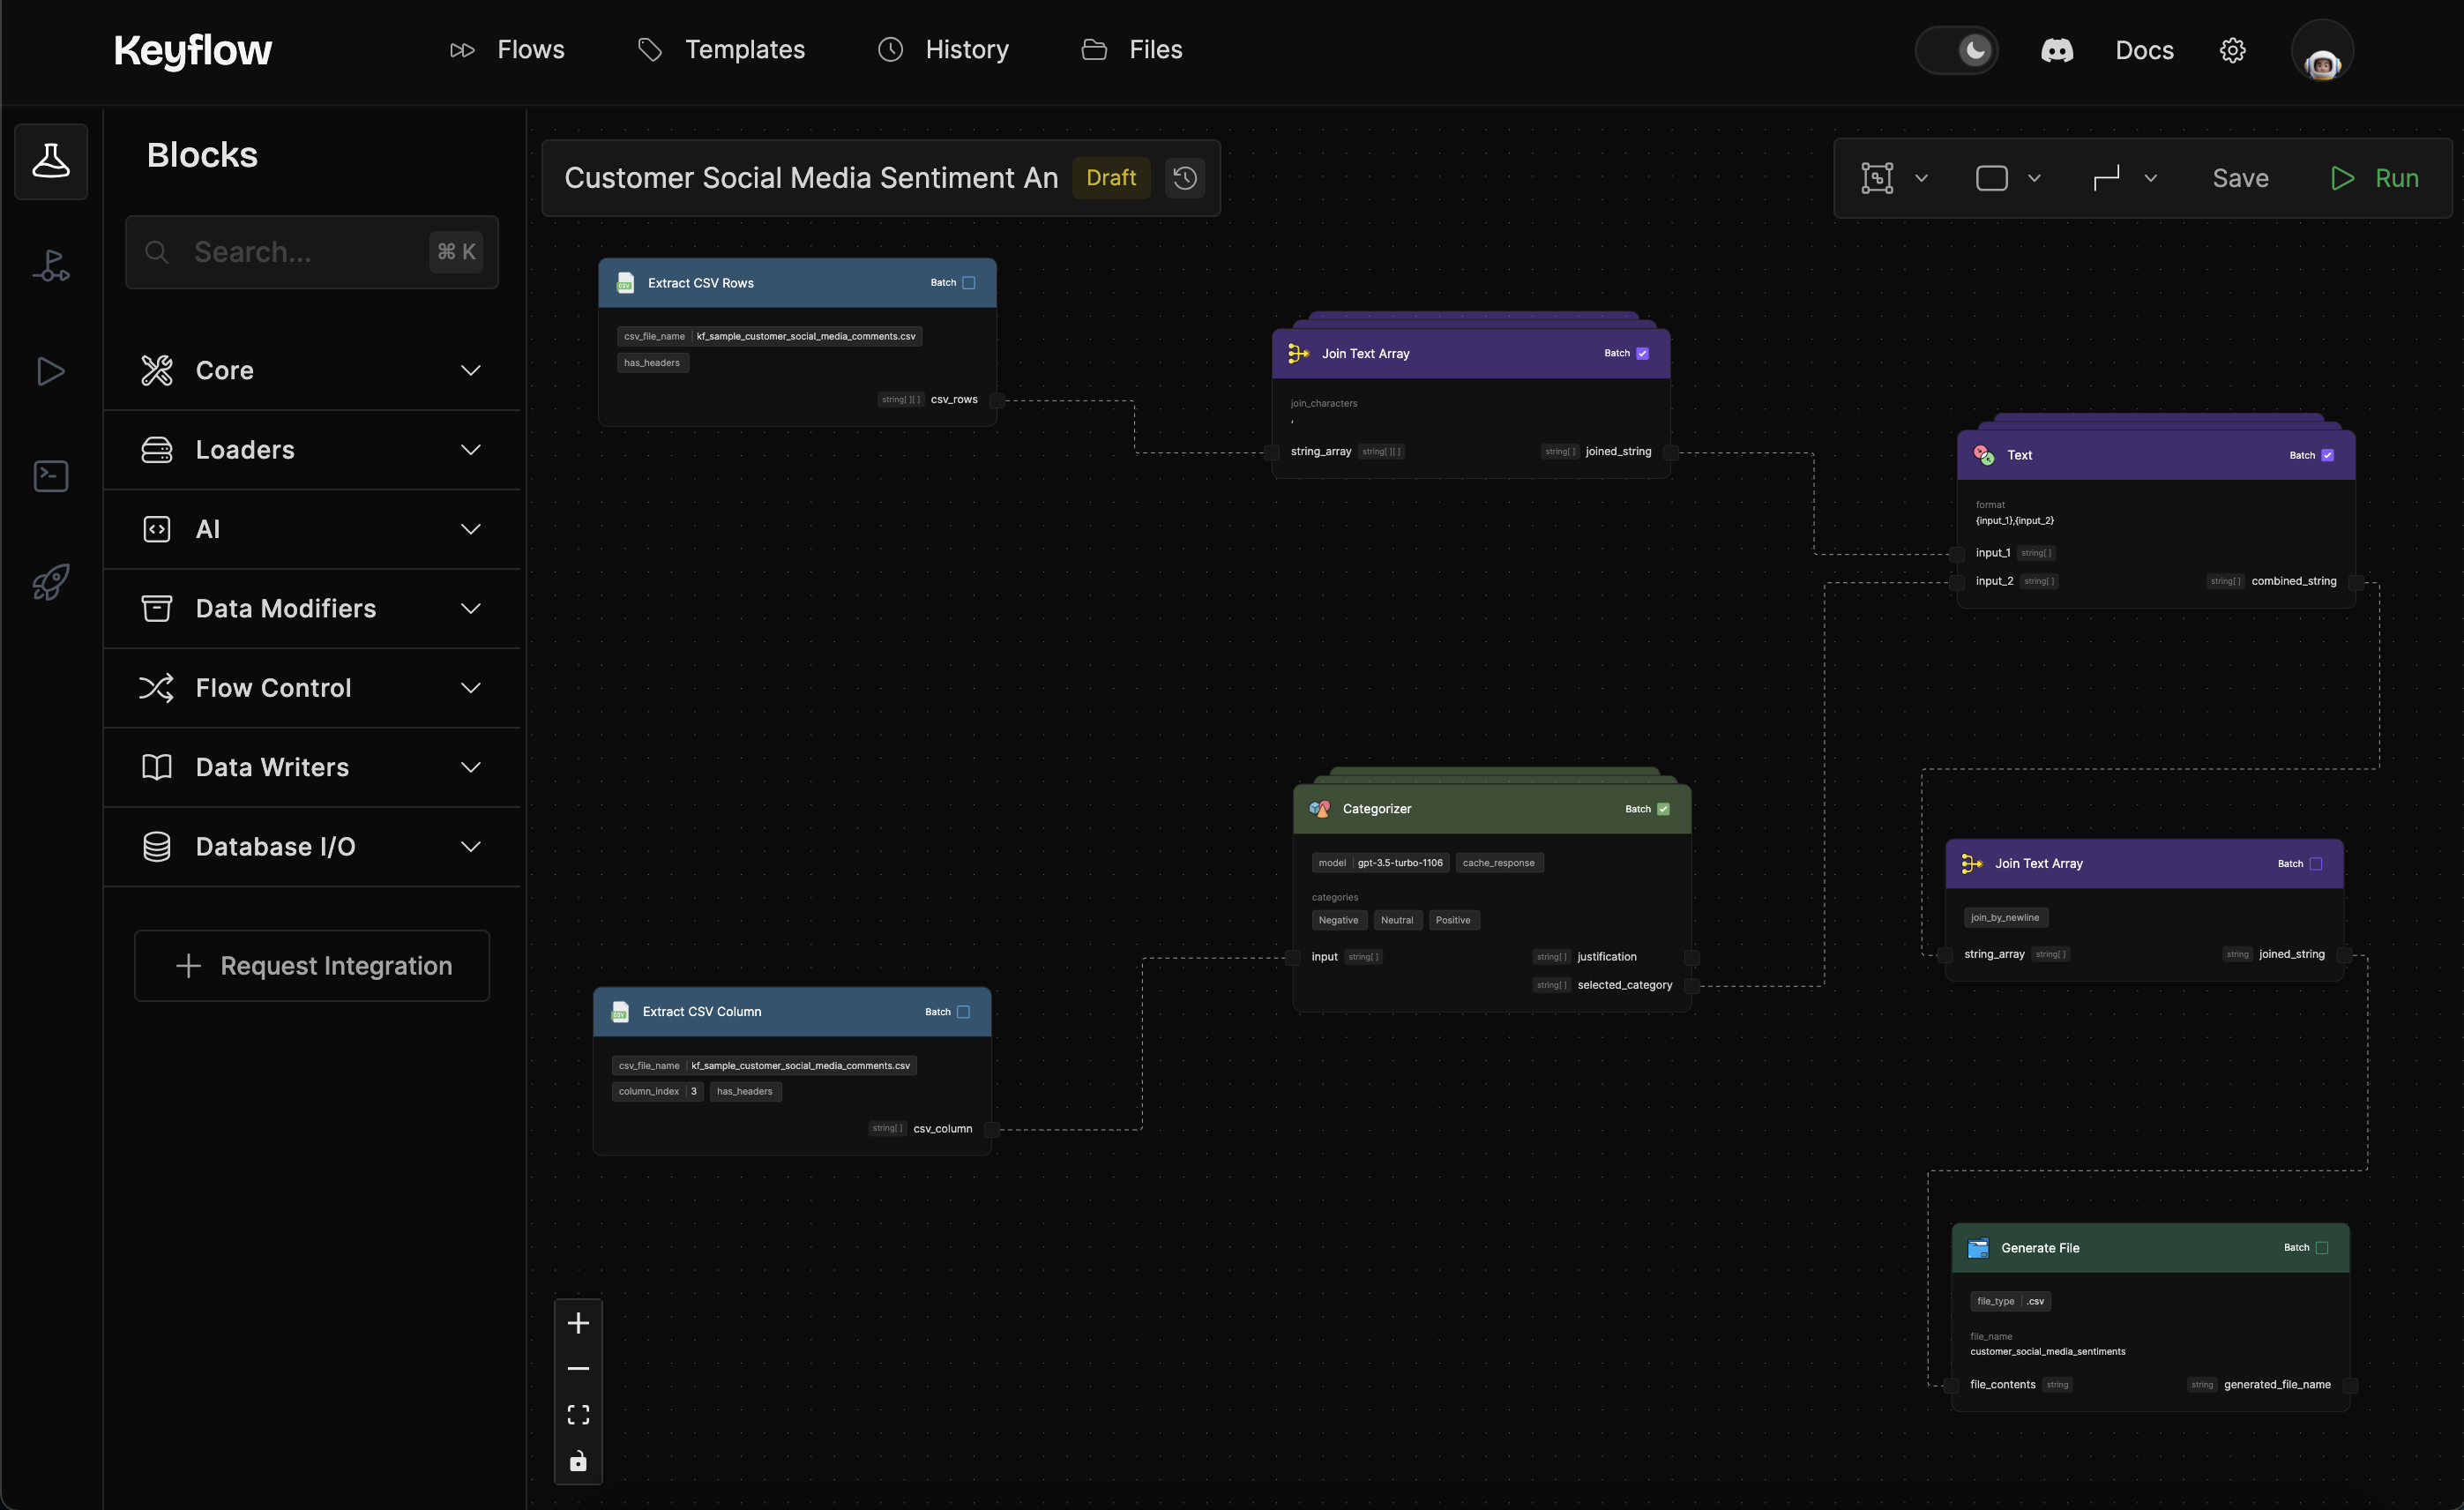 Keyflow
Flows
Templates
History
Files
Docs
Blocks
Search...
⌘ K
Core
Loaders
AI
Data Modifiers
Flow Control
Data Writers
Database I/O
Request Integration
Customer Social Media Sentiment An
Draft
Save
Run
Extract CSV Rows
Batch
csv_file_name kf_sample_customer_social_media_comments.csv
has_headers
string[ ][ ] csv_rows
Join Text Array
Batch
join_characters
,
string_array string[ ][ ]
string[ ] joined_string
Text
Batch
format
{input_1},{input_2}
input_1 string[ ]
input_2 string[ ]
string[ ] combined_string
Categorizer
Batch
model gpt-3.5-turbo-1106 cache_response
categories
Negative Neutral Positive
input string[ ]
string[ ] justification
string[ ] selected_category
Join Text Array
Batch
join_by_newline
string_array string[ ]
string joined_string
Extract CSV Column
Batch
csv_file_name kf_sample_customer_social_media_comments.csv
column_index 3 has_headers
string[ ] csv_column
Generate File
Batch
file_type .csv
file_name
customer_social_media_sentiments
file_contents string
string generated_file_name